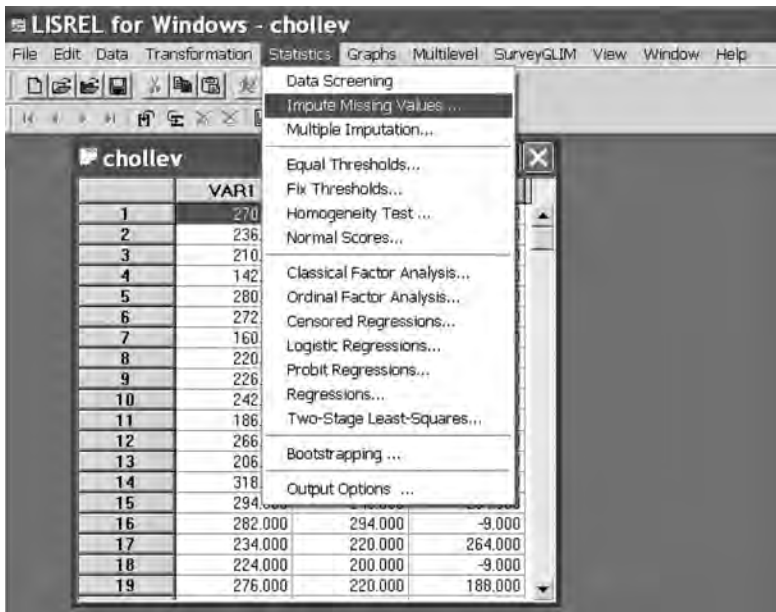 LISREL for Windows - chollev
File Edit Data Transformation Statistics Graphs Multilevel SurveyGLIM View Window Help
Data Screening
Impute Missing Values ...
Multiple Imputation...
Equal Thresholds...
Fix Thresholds...
Homogeneity Test ...
Normal Scores...
Classical Factor Analysis...
Ordinal Factor Analysis...
Censored Regressions...
Logistic Regressions...
Probit Regressions...
Regressions...
Two-Stage Least-Squares...
Bootstrapping ...
Output Options ...
chollev
VAR1
1 270
2 236.
3 210.
4 142
5 280
6 272
7 160
8 220
9 226
10 242
11 186
12 266
13 206
14 318
15 294.
16 282.000 294.000 -9.000
17 234.000 220.000 264.000
18 224.000 200.000 -9.000
19 276.000 220.000 188.000